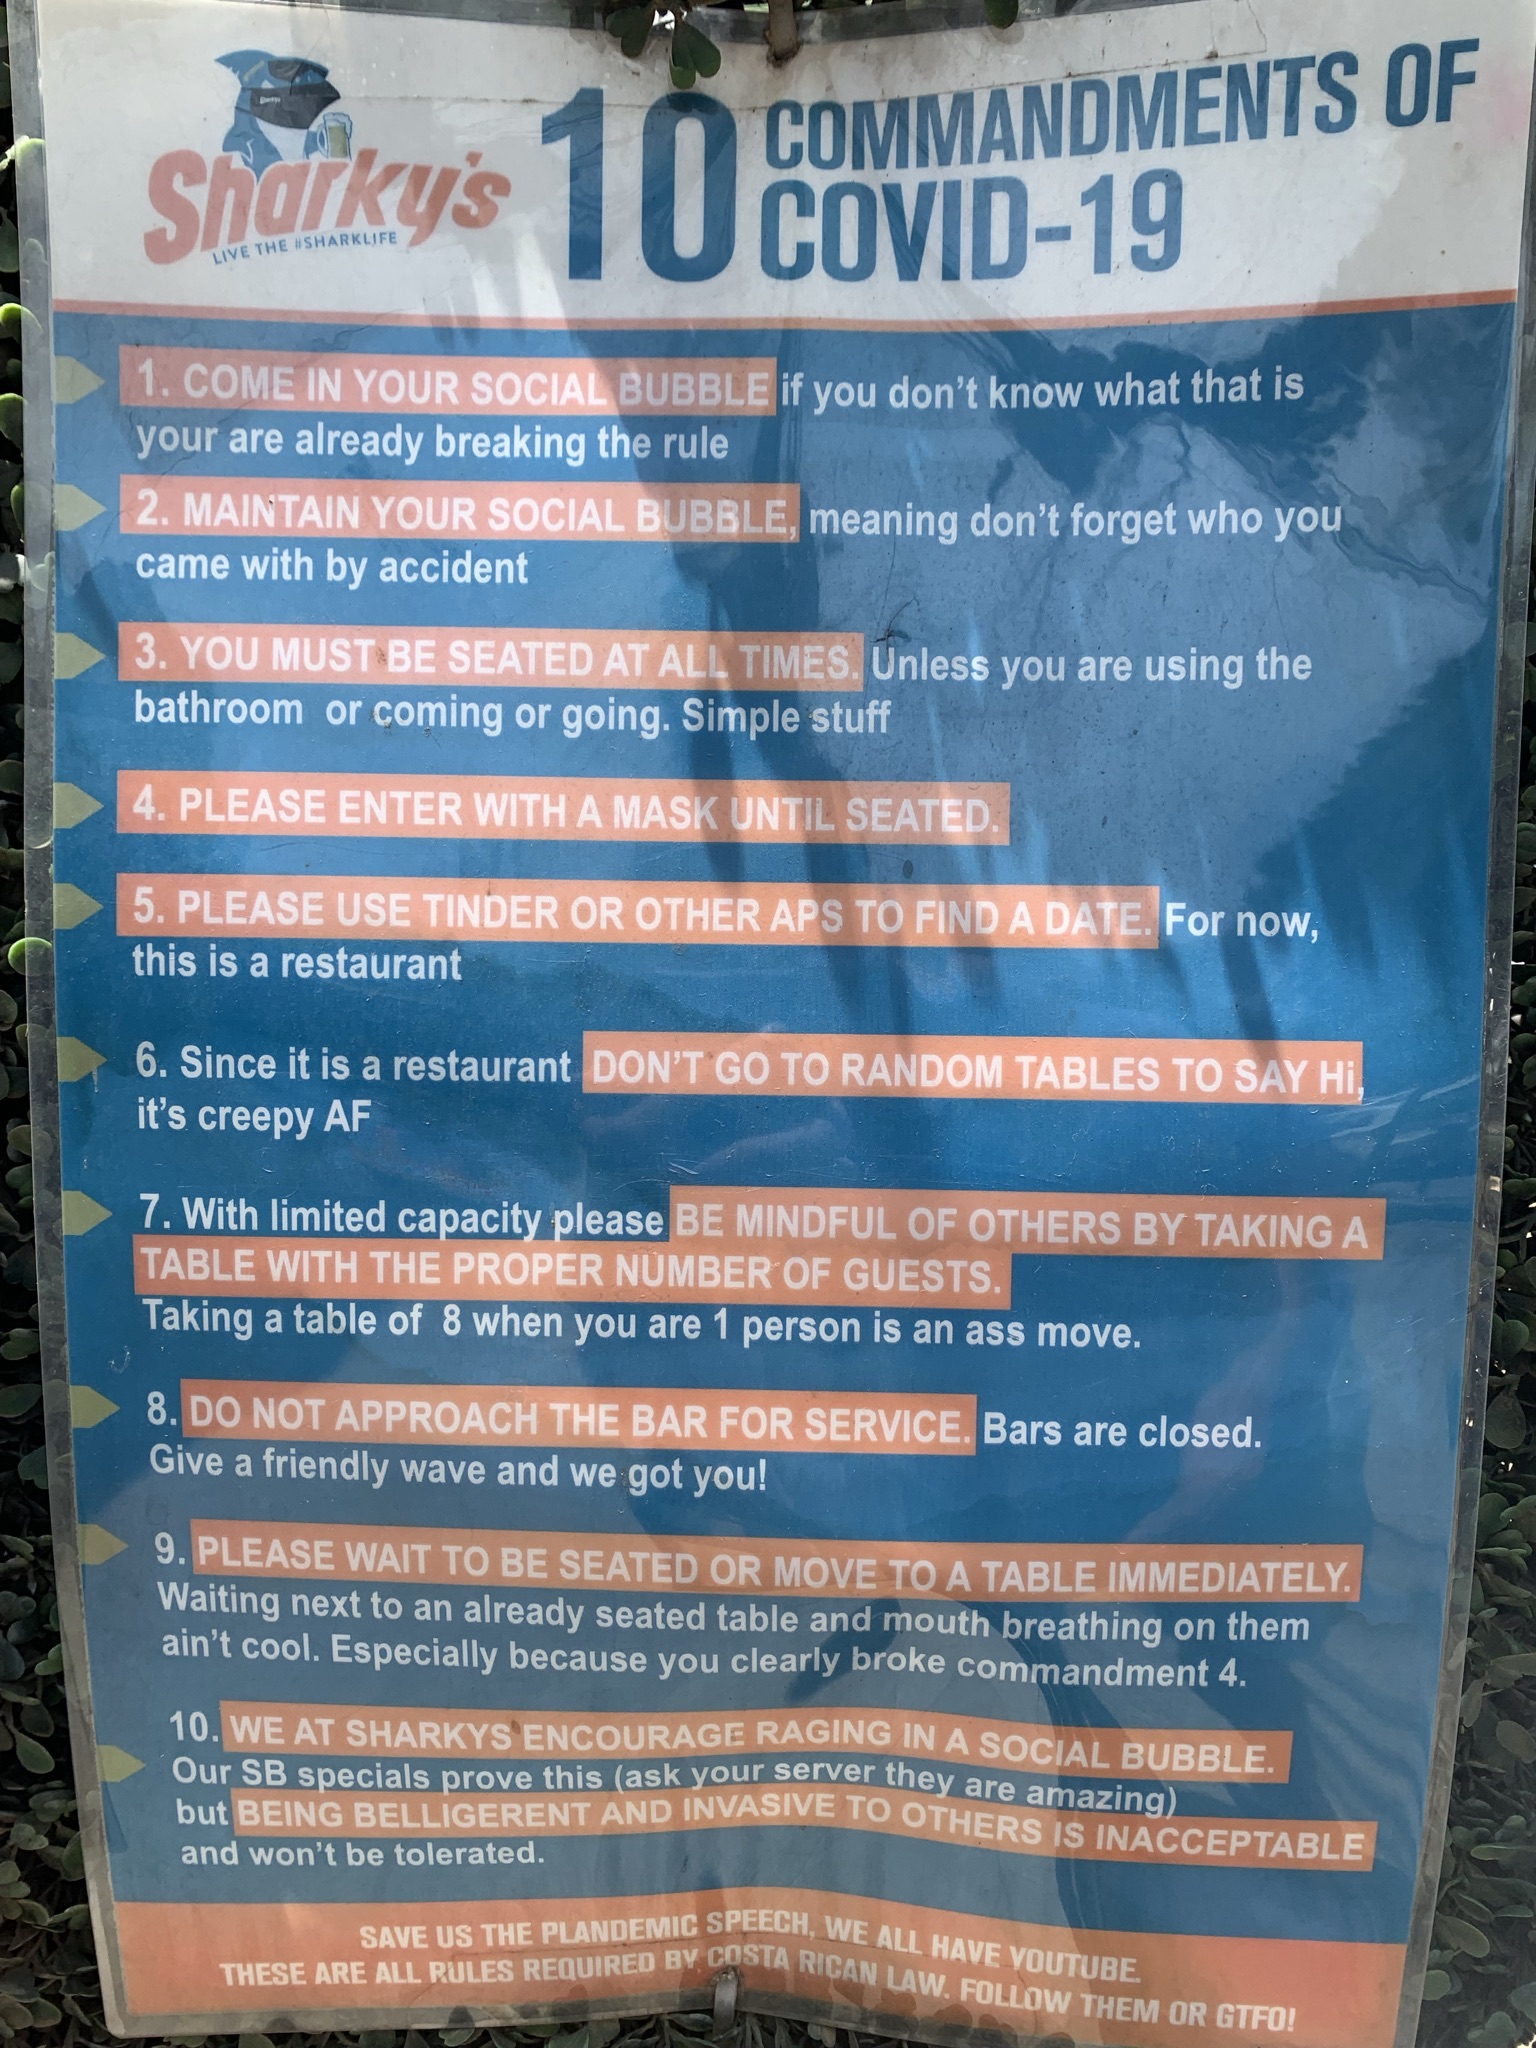 Sharky's
LIVE THE #SHARKLIFE
10 COMMANDMENTS OF
COVID-19
1. COME IN YOUR SOCIAL BUBBLE if you don't know what that is
your are already breaking the rule
2. MAINTAIN YOUR SOCIAL BUBBLE, meaning don't forget who you
came with by accident
3. YOU MUST BE SEATED AT ALL TIMES. Unless you are using the
bathroom or coming or going. Simple stuff
4. PLEASE ENTER WITH A MASK UNTIL SEATED.
5. PLEASE USE TINDER OR OTHER APS TO FIND A DATE. For now,
this is a restaurant
6. Since it is a restaurant DON'T GO TO RANDOM TABLES TO SAY Hi,
it's creepy AF
7. With limited capacity please BE MINDFUL OF OTHERS BY TAKING A
TABLE WITH THE PROPER NUMBER OF GUESTS.
Taking a table of 8 when you are 1 person is an ass move.
8. DO NOT APPROACH THE BAR FOR SERVICE. Bars are closed.
Give a friendly wave and we got you!
9. PLEASE WAIT TO BE SEATED OR MOVE TO A TABLE IMMEDIATELY.
Waiting next to an already seated table and mouth breathing on them
ain't cool. Especially because you clearly broke commandment 4.
10. WE AT SHARKYS ENCOURAGE RAGING IN A SOCIAL BUBBLE.
Our SB specials prove this (ask your server they are amazing)
but BEING BELLIGERENT AND INVASIVE TO OTHERS IS INACCEPTABLE
and won't be tolerated.
SAVE US THE PLANDEMIC SPEECH, WE ALL HAVE YOUTUBE.
THESE ARE ALL RULES REQUIRED BY COSTA RICAN LAW. FOLLOW THEM OR GTFO!